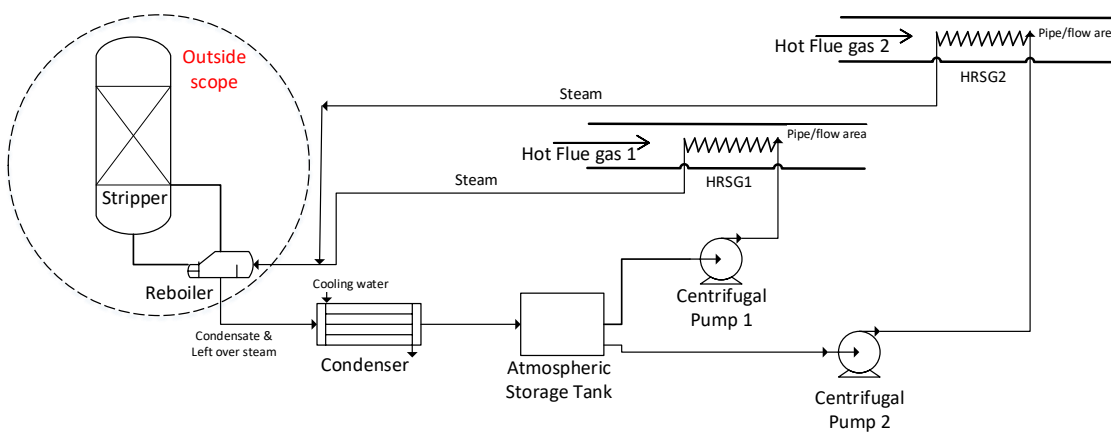 Outside
scope
Stripper
Reboiler
Condensate &
Left over steam
Cooling water
Condenser
Atmospheric
Storage Tank
Steam
Steam
Hot Flue gas 1
Pipe/flow area
HRSG1
Hot Flue gas 2
Pipe/flow are
HRSG2
Centrifugal
Pump 1
Centrifugal
Pump 2